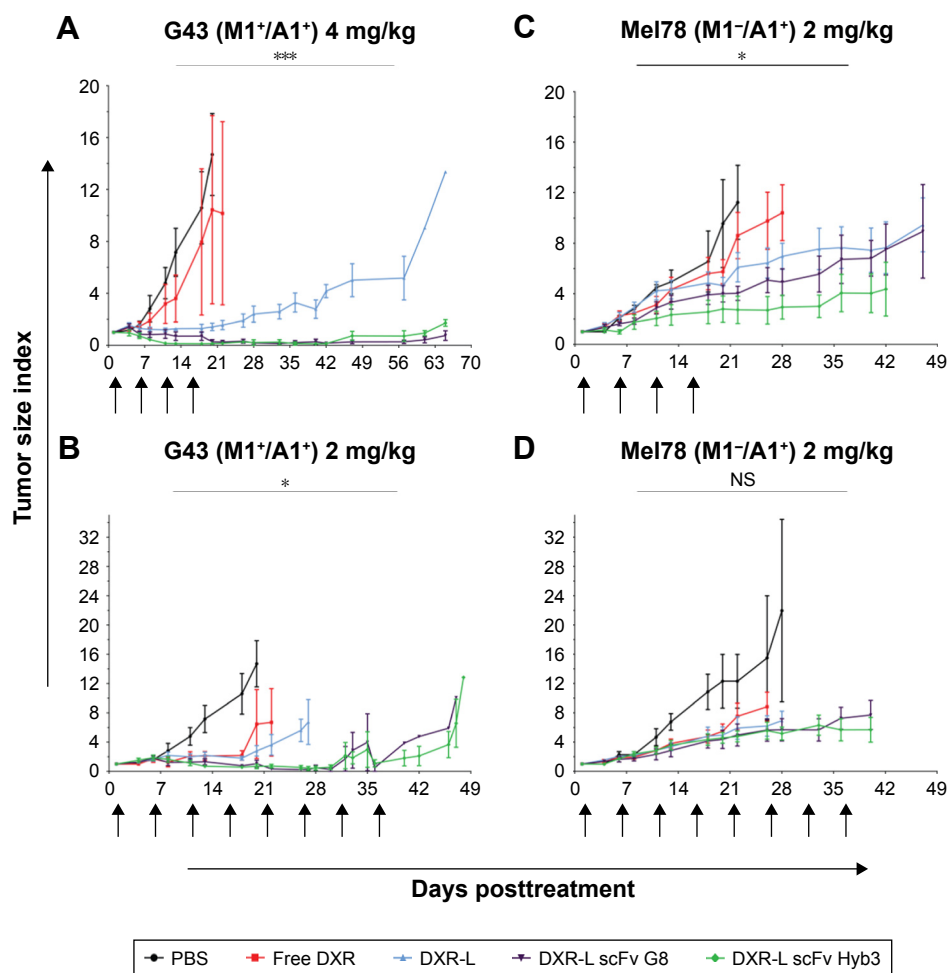 A
G43 (M1⁺/A1⁺) 4 mg/kg
***
20
16
12
8
4
0
0 7 14 21 28 35 42 49 56 63 70
C
Mel78 (M1⁻/A1⁺) 2 mg/kg
*
20
16
12
8
4
0
0 7 14 21 28 35 42 49
Tumor size index
B
G43 (M1⁺/A1⁺) 2 mg/kg
*
32
28
24
20
16
12
8
4
0
0 7 14 21 28 35 42 49
D
Mel78 (M1⁻/A1⁺) 2 mg/kg
NS
32
28
24
20
16
12
8
4
0
0 7 14 21 28 35 42 49
Days posttreatment
PBS Free DXR DXR-L DXR-L scFv G8 DXR-L scFv Hyb3